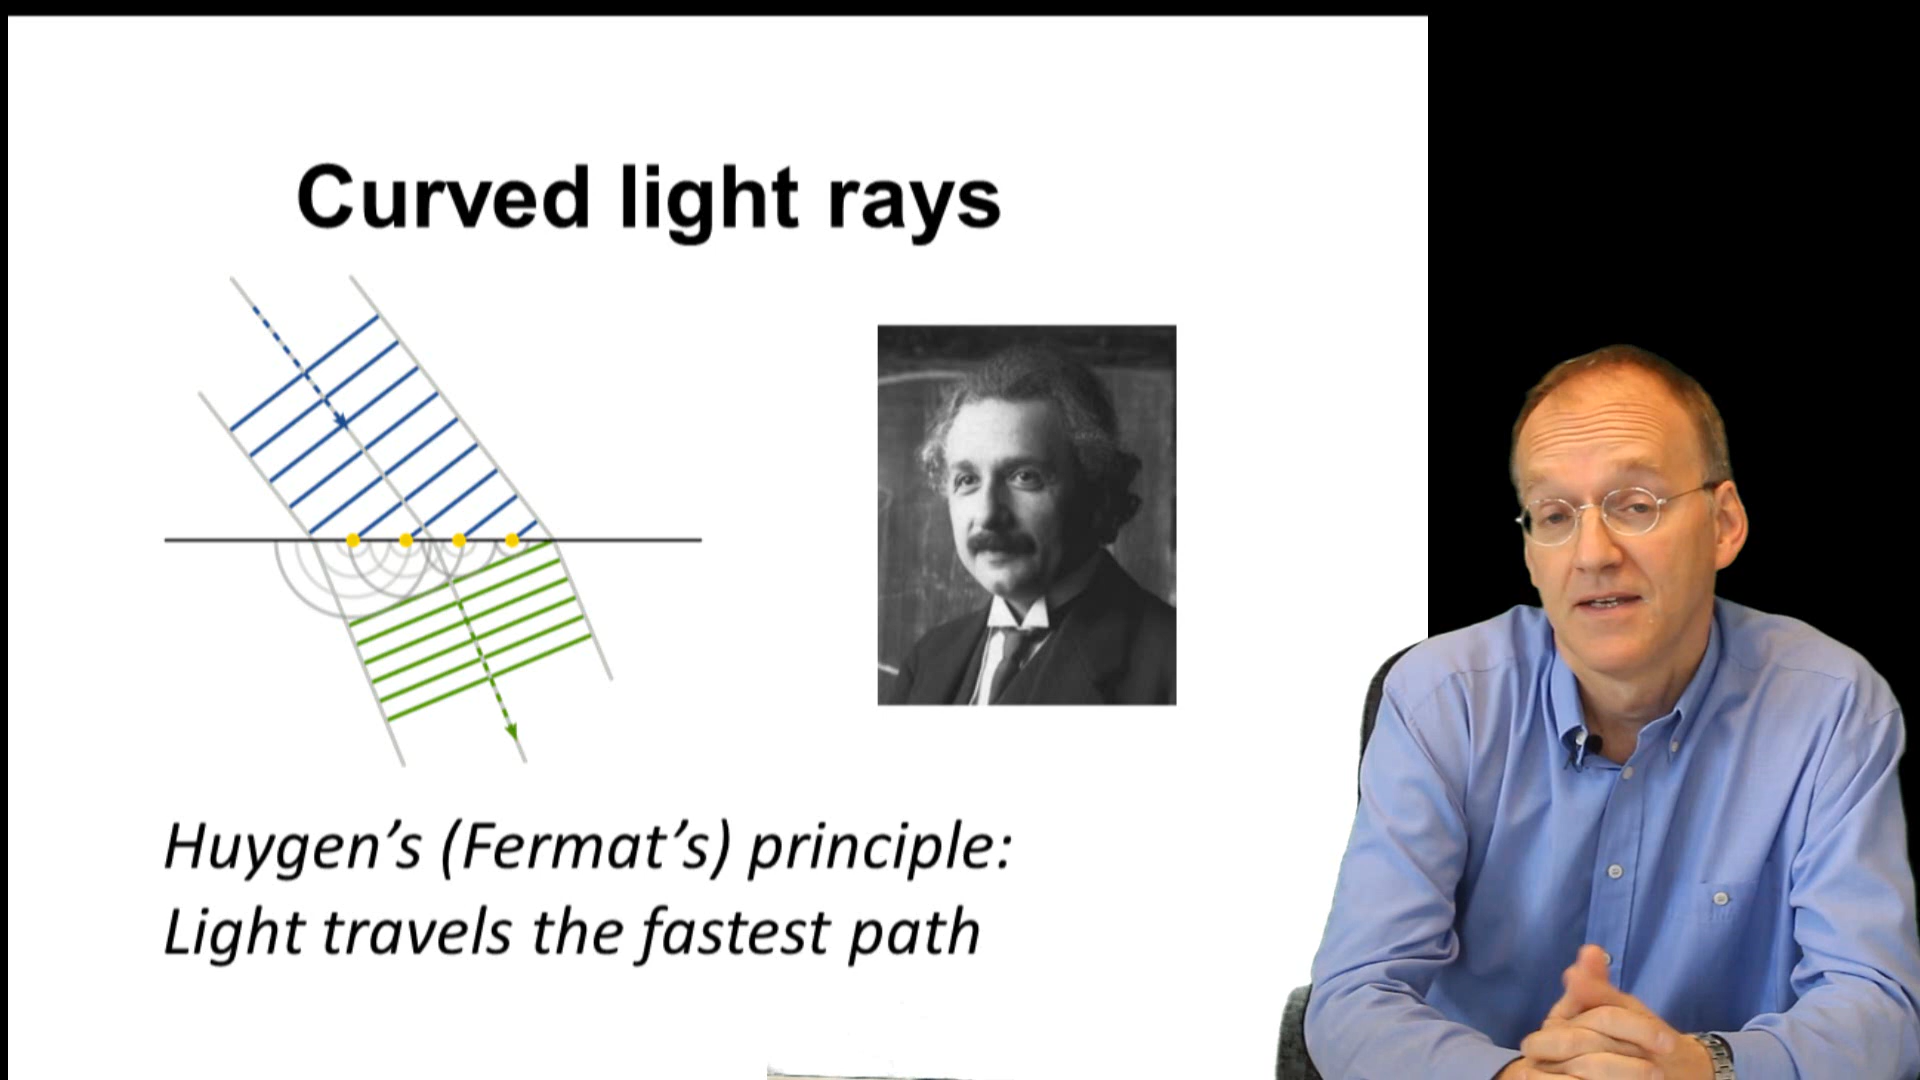 Curved light rays
Huygen’s (Fermat’s) principle:
Light travels the fastest path